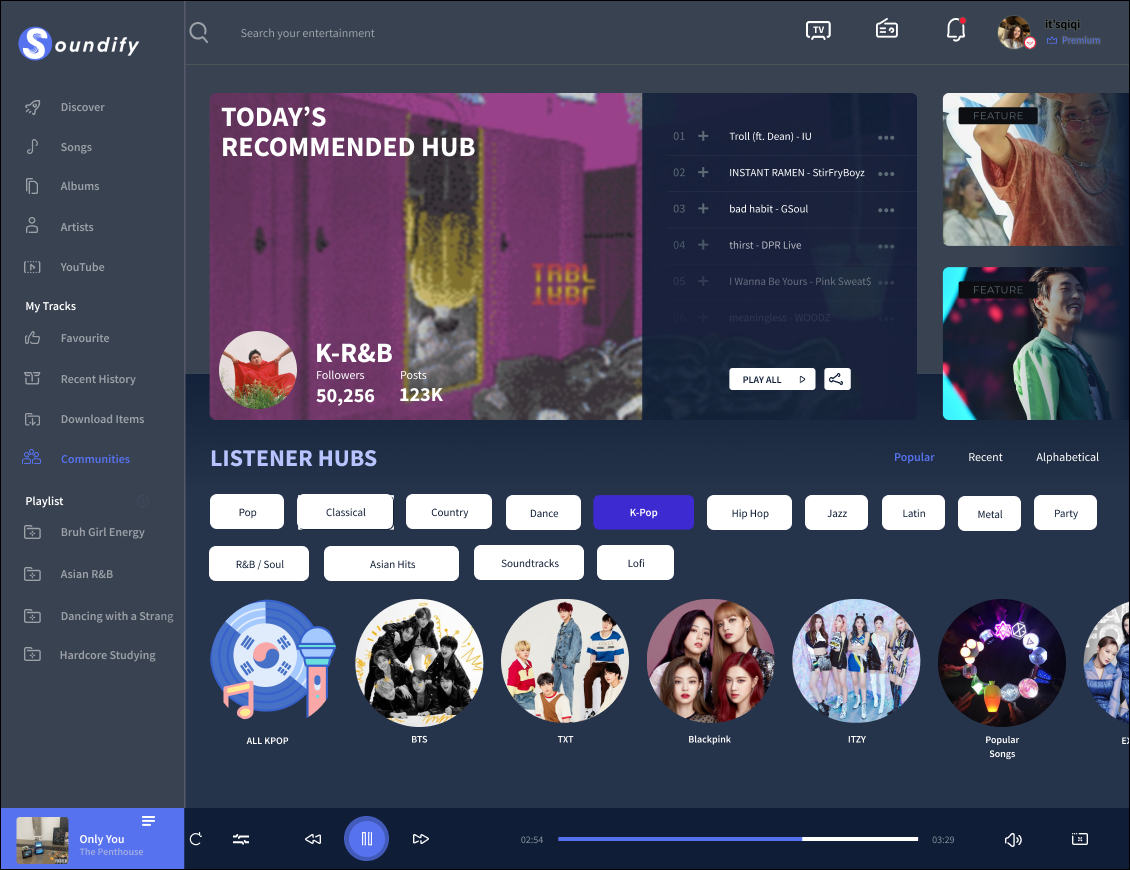 Soundify
Search your entertainment
TV
it'sqiqi
Premium
Discover
Songs
Albums
Artists
YouTube
My Tracks
Favourite
Recent History
Download Items
Communities
Playlist
Bruh Girl Energy
Asian R&B
Dancing with a Strang
Hardcore Studying
TODAY'S
RECOMMENDED HUB
TRBL
K-R&B
Followers Posts
50,256 123K
01 + Troll (ft. Dean) - IU
02 + INSTANT RAMEN - StirFryBoyz
03 + bad habit - GSoul
04 + thirst - DPR Live
05 + I Wanna Be Yours - Pink Sweat$
06 + meaningless - WOODZ
PLAY ALL
FEATURE
FEATURE
LISTENER HUBS
Popular Recent Alphabetical
Pop Classical Country Dance K-Pop Hip Hop Jazz Latin Metal Party
R&B / Soul Asian Hits Soundtracks Lofi
ALL KPOP
BTS
TXT
Blackpink
ITZY
Popular
Songs
Only You
The Penthouse
02:54
03:29